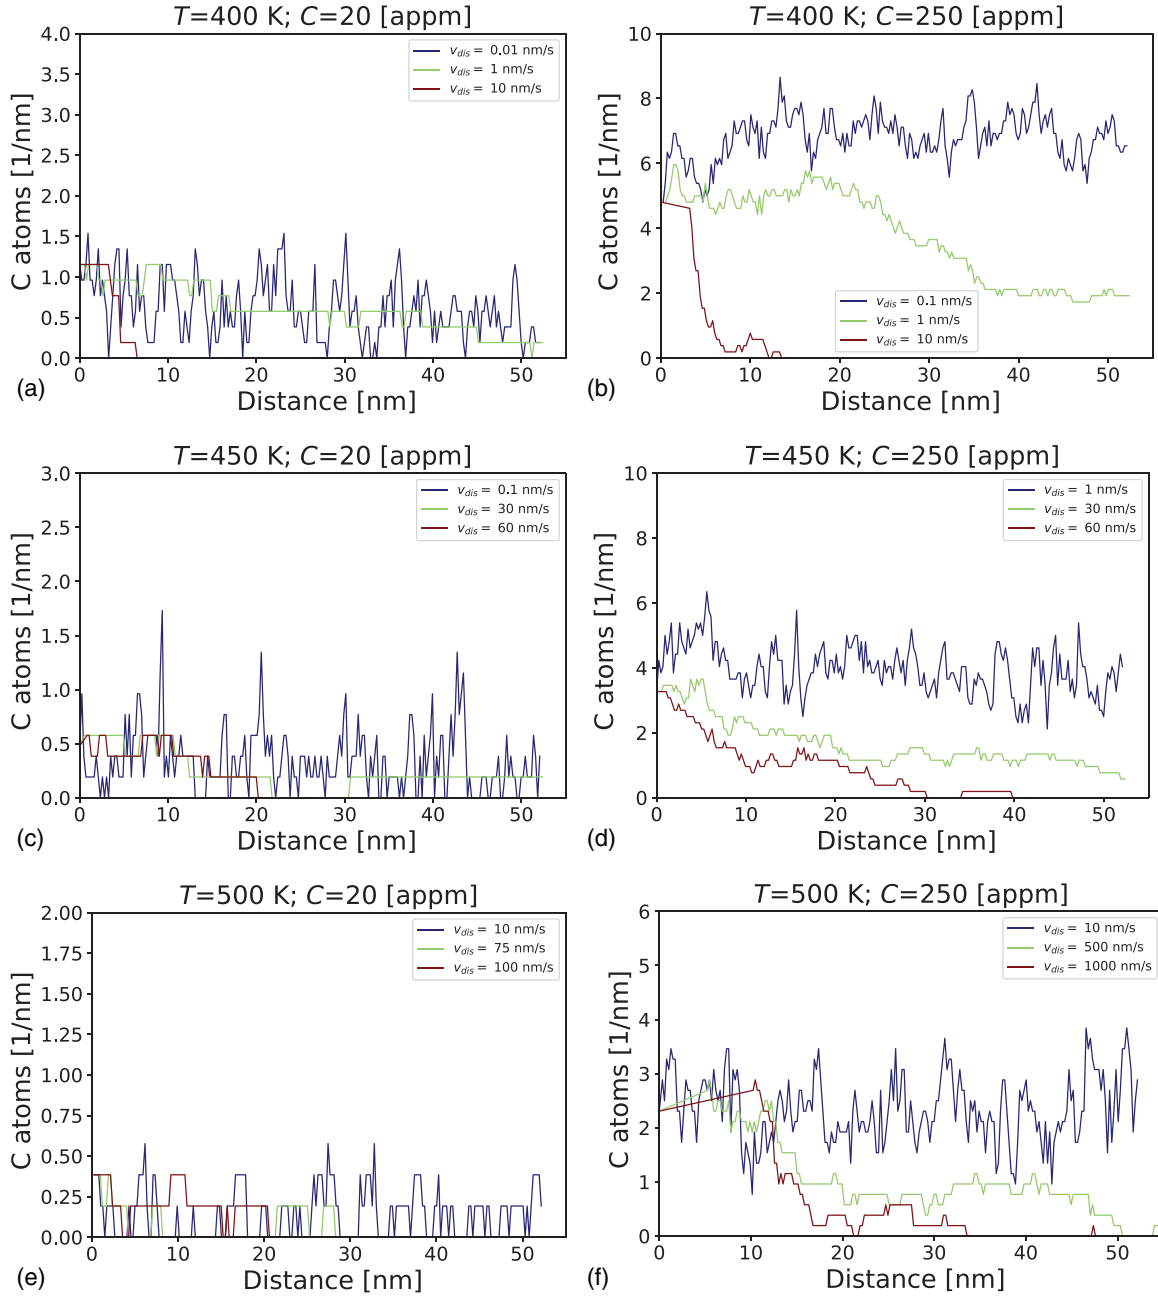 T=400 K; C=20 [appm]
C atoms [1/nm]
4.0
3.5
3.0
2.5
2.0
1.5
1.0
0.5
0.0
v_dis = 0.01 nm/s
v_dis = 1 nm/s
v_dis = 10 nm/s
0 10 20 30 40 50
(a)
Distance [nm]
T=400 K; C=250 [appm]
C atoms [1/nm]
10
8
6
4
2
0
v_dis = 0.1 nm/s
v_dis = 1 nm/s
v_dis = 10 nm/s
0 10 20 30 40 50
(b)
Distance [nm]
T=450 K; C=20 [appm]
C atoms [1/nm]
3.0
2.5
2.0
1.5
1.0
0.5
0.0
v_dis = 0.1 nm/s
v_dis = 30 nm/s
v_dis = 60 nm/s
0 10 20 30 40 50
(c)
Distance [nm]
T=450 K; C=250 [appm]
C atoms [1/nm]
10
8
6
4
2
0
v_dis = 1 nm/s
v_dis = 30 nm/s
v_dis = 60 nm/s
0 10 20 30 40 50
(d)
Distance [nm]
T=500 K; C=20 [appm]
C atoms [1/nm]
2.00
1.75
1.50
1.25
1.00
0.75
0.50
0.25
0.00
v_dis = 10 nm/s
v_dis = 75 nm/s
v_dis = 100 nm/s
0 10 20 30 40 50
(e)
Distance [nm]
T=500 K; C=250 [appm]
C atoms [1/nm]
6
5
4
3
2
1
0
v_dis = 10 nm/s
v_dis = 500 nm/s
v_dis = 1000 nm/s
0 10 20 30 40 50
(f)
Distance [nm]